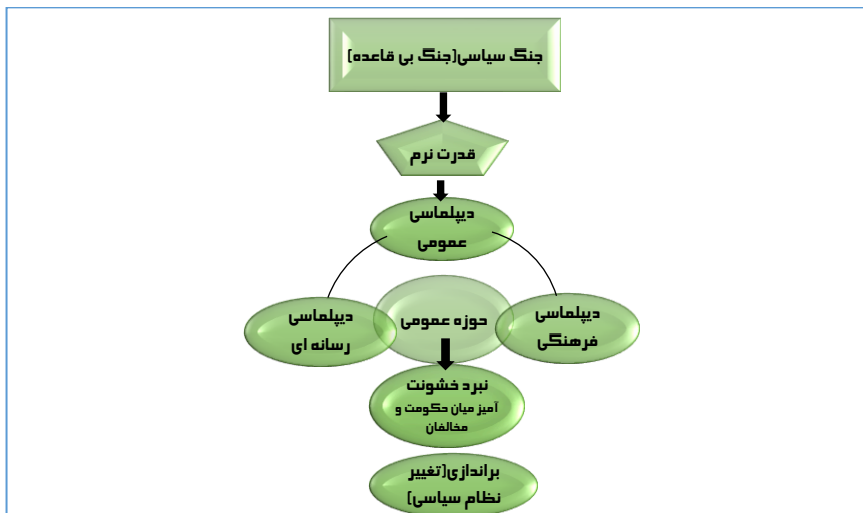 جنگ سیاسی(جنگ بی قاعده)
قدرت نرم
دیپلماسی
عمومی
دیپلماسی
رسانه ای
حوزه عمومی
دیپلماسی
فرهنگی
نبرد خشونت
آمیز میان حکومت و
مخالفان
براندازی(تغییر
نظام سیاسی)